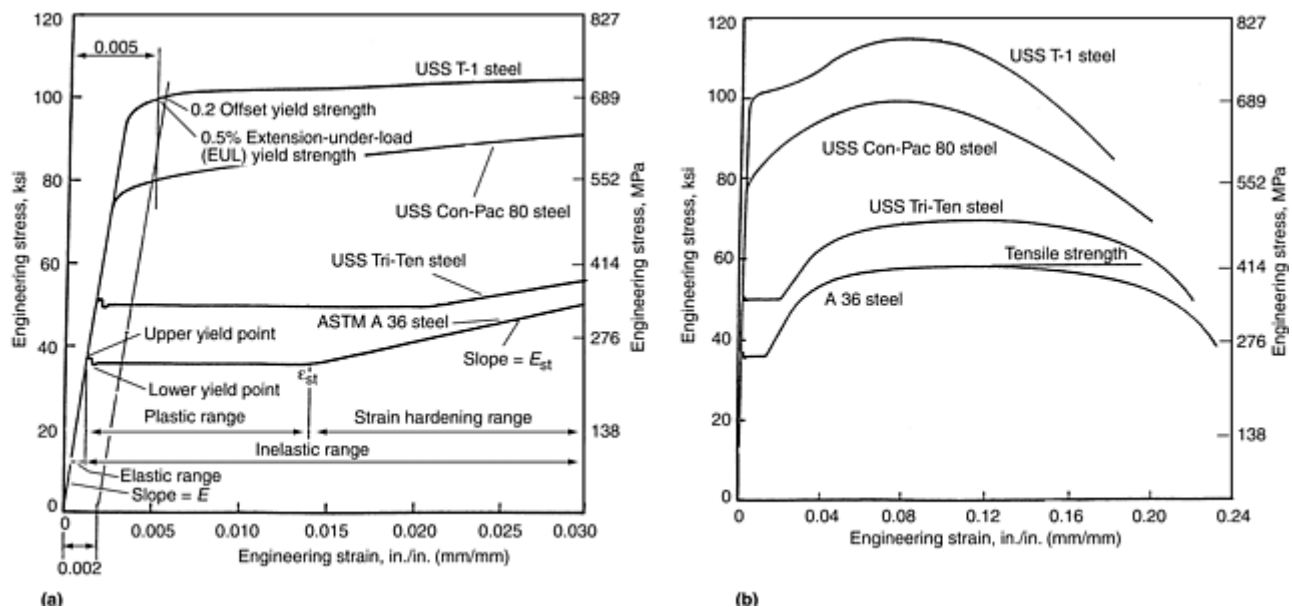 120
100
80
60
40
20
0
Engineering stress, ksi
0.005
USS T-1 steel
0.2 Offset yield strength
0.5% Extension-under-load
(EUL) yield strength
USS Con-Pac 80 steel
USS Tri-Ten steel
ASTM A 36 steel
Upper yield point
Lower yield point
εst
Slope = Est
Plastic range
Strain hardening range
Inelastic range
Elastic range
Slope = E
827
689
552
414
276
138
Engineering stress, MPa
0
0.005
0.010
0.015
0.020
0.025
0.030
Engineering strain, in./in. (mm/mm)
0.002
(a)
120
100
80
60
40
20
0
Engineering stress, ksi
USS T-1 steel
USS Con-Pac 80 steel
USS Tri-Ten steel
Tensile strength
A 36 steel
827
689
552
414
276
138
Engineering stress, MPa
0
0.04
0.08
0.12
0.16
0.20
0.24
Engineering strain, in./in. (mm/mm)
(b)